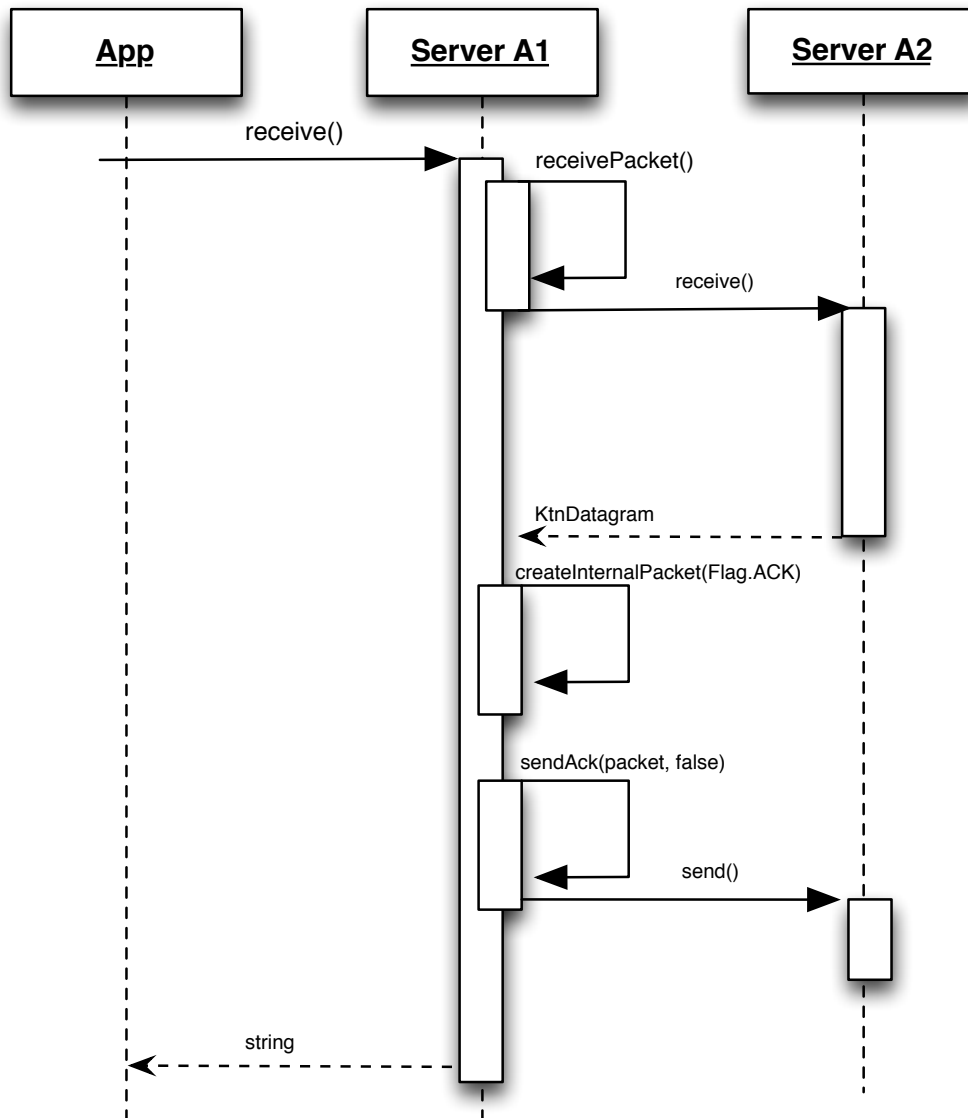 App
Server A1
Server A2
receive()
receivePacket()
receive()
KtnDatagram
createInternalPacket(Flag.ACK)
sendAck(packet, false)
send()
string